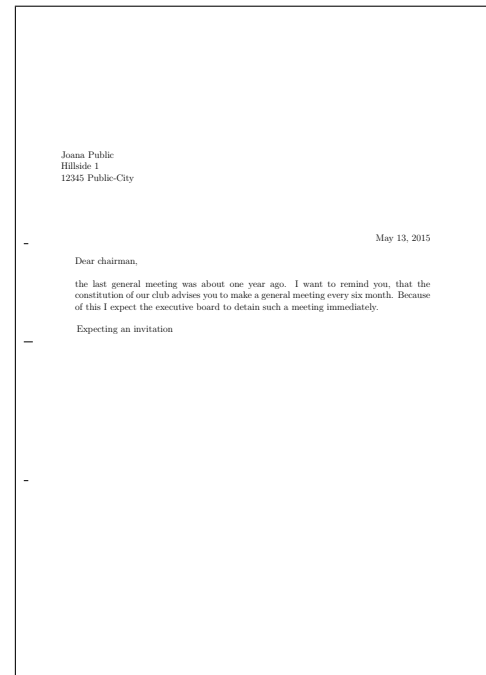 Joana Public
Hillside 1
12345 Public-City
May 13, 2015
Dear chairman,
the last general meeting was about one year ago. I want to remind you, that the
constitution of our club advises you to make a general meeting every six month. Because
of this I expect the executive board to detain such a meeting immediately.
Expecting an invitation